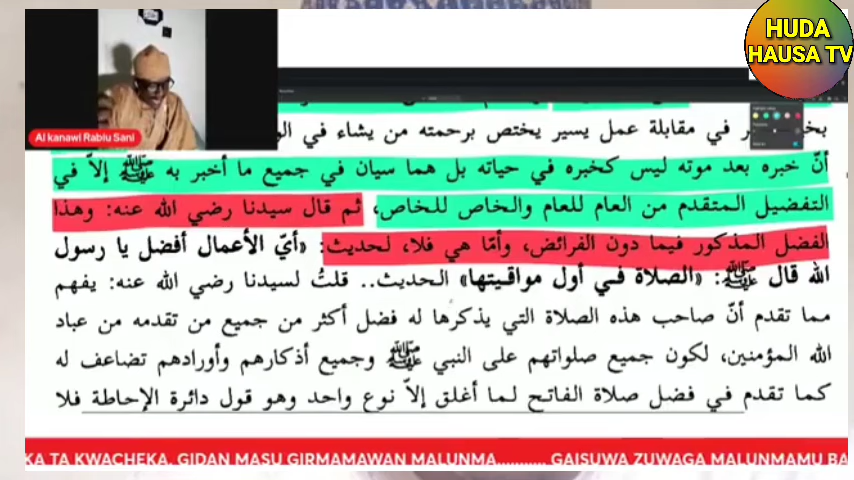 HUDA
HAUSA TV
Al kanawi Rabiu Sani
في مقابلة عمل يسير يختص برحمته من يشاء في
أنّ خبره بعد موته ليس كخبره في حياته بل هما سيان في جميع ما أخبر به ﷺ إلاّ في
التفضيل المتقدم من العام للعام والخاص للخاص، ثم قال سيدنا رضي الله عنه: وهذا
الفضل المذكور فيما دون الفرائض، وأمّا هي فلا، لحديث: «أيّ الأعمال أفضل يا رسول
الله قال ﷺ: «الصلاة في أول مواقيتها» الحديث.. قلتُ لسيدنا رضي الله عنه: يفهم
مما تقدم أنّ صاحب هذه الصلاة التي يذكرها له فضل أكثر من جميع من تقدمه من عباد
الله المؤمنين، لكون جميع صلواتهم على النبي ﷺ وجميع أذكارهم وأورادهم تضاعف له
كما تقدم في فضل صلاة الفاتح لما أغلق إلاّ نوع واحد وهو قول دائرة الإحاطة فلا
KA TA KWACHEKA, GIDAN MASU GIRMAMAWAN MALUNMA........... GAISUWA ZUWAGA MALUNMAMU BA